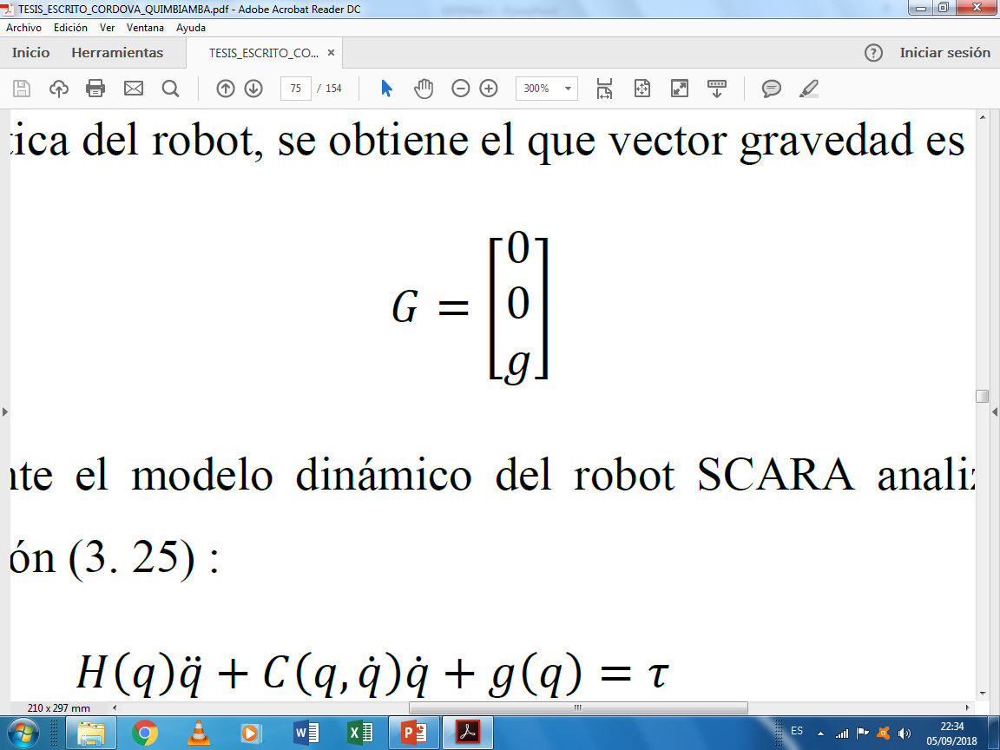 TESIS_ESCRITO_CORDOVA_QUIMBIAMBA.pdf - Adobe Acrobat Reader DC
Archivo Edición Ver Ventana Ayuda
Inicio Herramientas TESIS_ESCRITO_CO... × ? Iniciar sesión
75 / 154 300%
tica del robot, se obtiene el que vector gravedad es
G = [0
0
g]
nte el modelo dinámico del robot SCARA analiz
ón (3. 25) :
H(q)q̈ + C(q, q̇)q̇ + g(q) = τ
210 x 297 mm
ES 22:34
05/09/2018